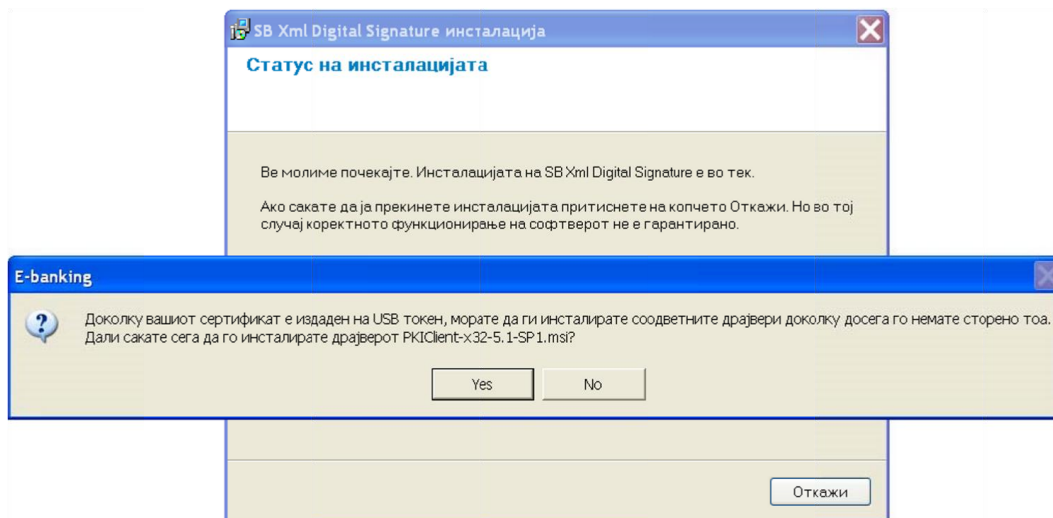 SB Xml Digital Signature инсталација
Статус на инсталацијата
Ве молиме почекајте. Инсталацијата на SB Xml Digital Signature е во тек.
Ако сакате да ја прекинете инсталацијата притиснете на копчето Откажи. Но во тој
случај коректното функционирање на софтверот не е гарантирано.
E-banking
Доколку вашиот сертификат е издаден на USB токен, морате да ги инсталирате соодветните драјвери доколку досега го немате сторено тоа.
Дали сакате сега да го инсталирате драјверот PKIClient-x32-5.1-SP1.msi?
Yes
No
Откажи